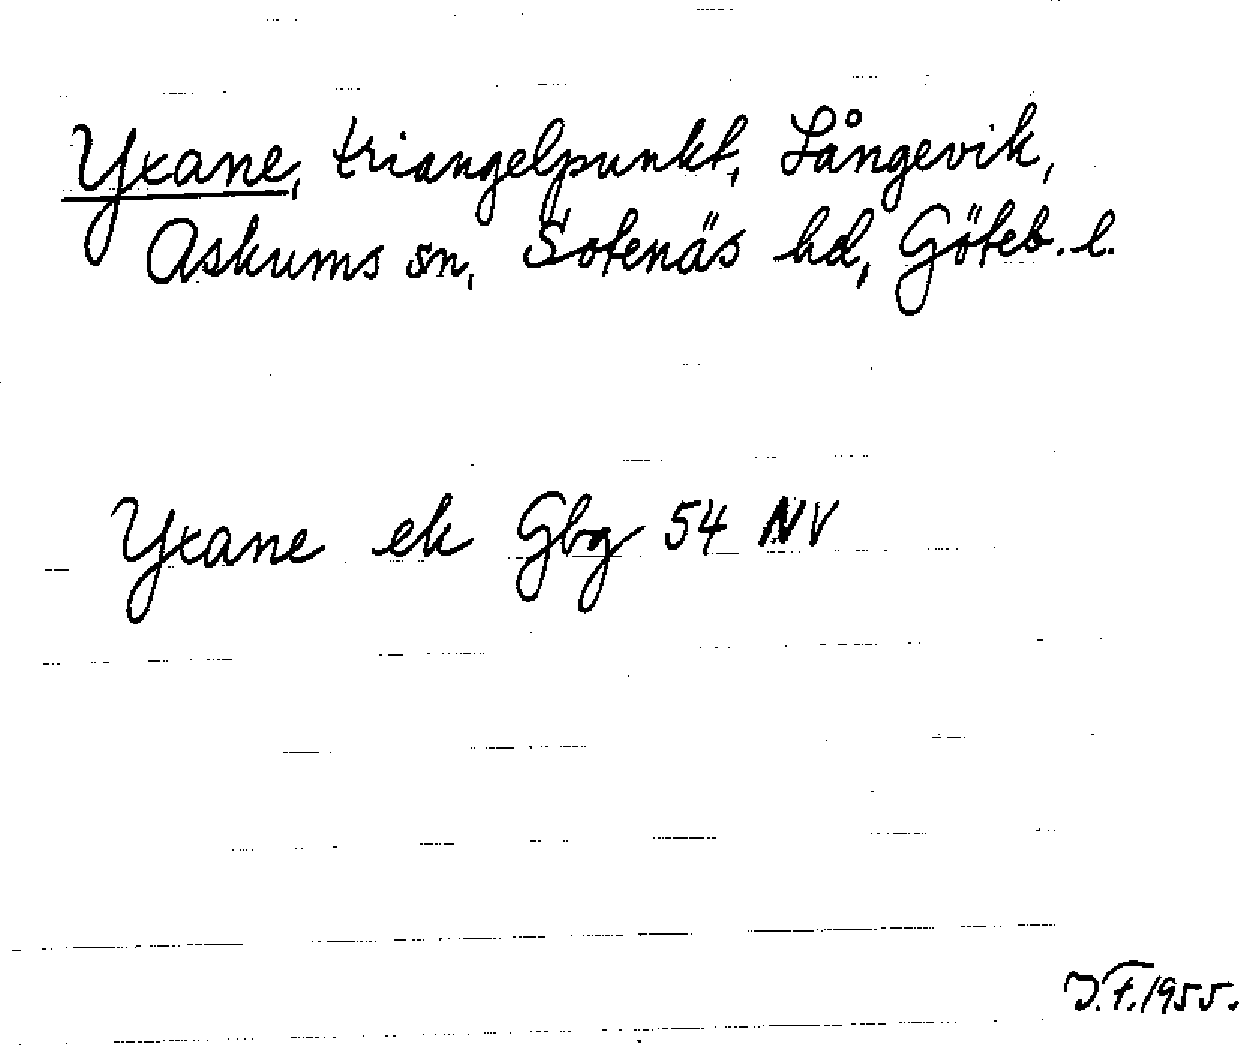 Yxane, triangelpunkt, Långevik,
Askums sn, Sotenäs hd, Göteb. l.
Yxane ek Gbg 54 NV
J.F. 1955.